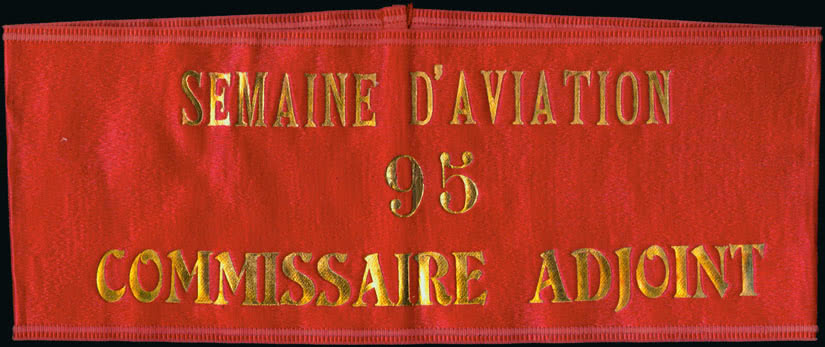 SEMAINE D'AVIATION
95
COMMISSAIRE ADJOINT